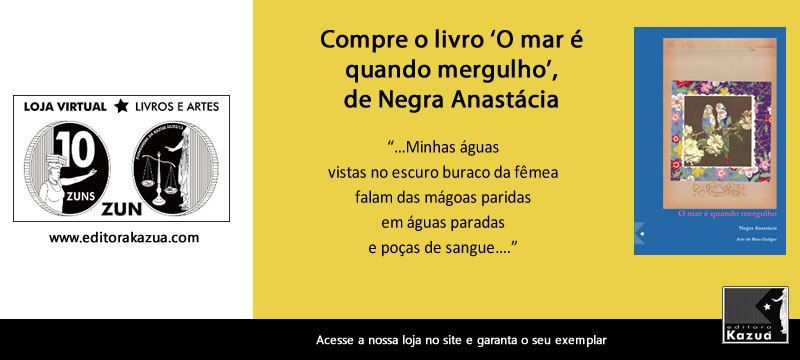 LOJA VIRTUAL ★ LIVROS E ARTES
10
ZUNS
ZUN
www.editorakazua.com
Compre o livro ‘O mar é
quando mergulho’,
de Negra Anastácia
“...Minhas águas
vistas no escuro buraco da fêmea
falam das mágoas paridas
em águas paradas
e poças de sangue....”
O mar é quando mergulho
Negra Anastácia
Arte de
editora
Kazuá
Acesse a nossa loja no site e garanta o seu exemplar